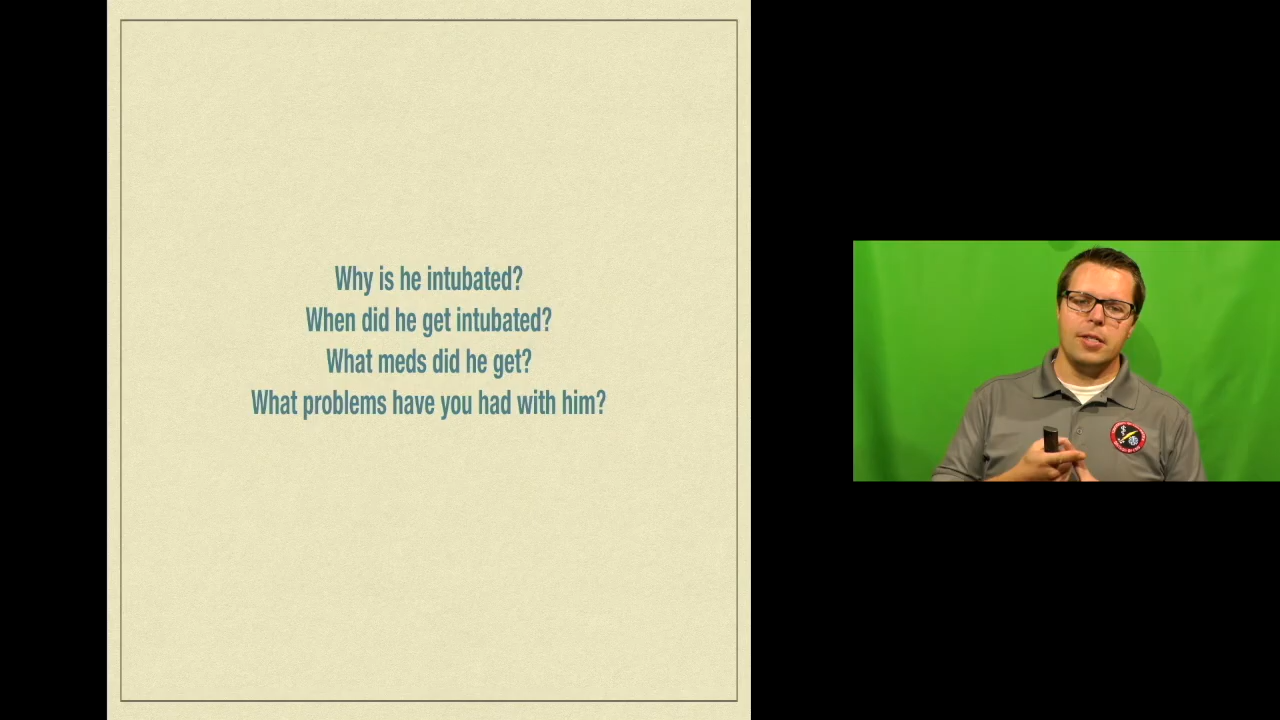 Why is he intubated?
When did he get intubated?
What meds did he get?
What problems have you had with him?